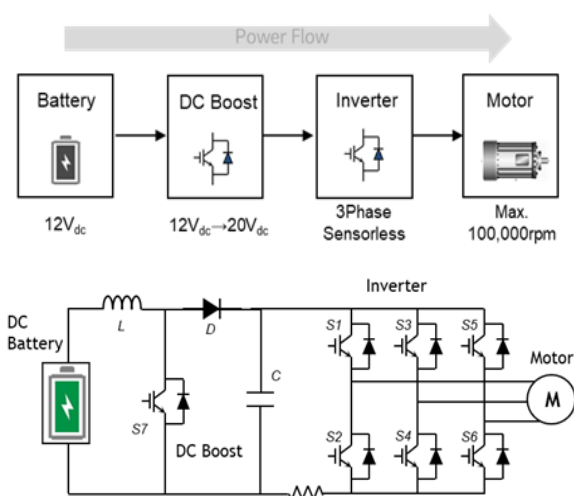 Power Flow
Battery
DC Boost
Inverter
Motor
12Vdc
12Vdc→20Vdc
3Phase
Sensorless
Max.
100,000rpm
Inverter
DC
Battery
L
D
S1
S3
S5
Motor
C
M
S7
S2
S4
S6
DC Boost